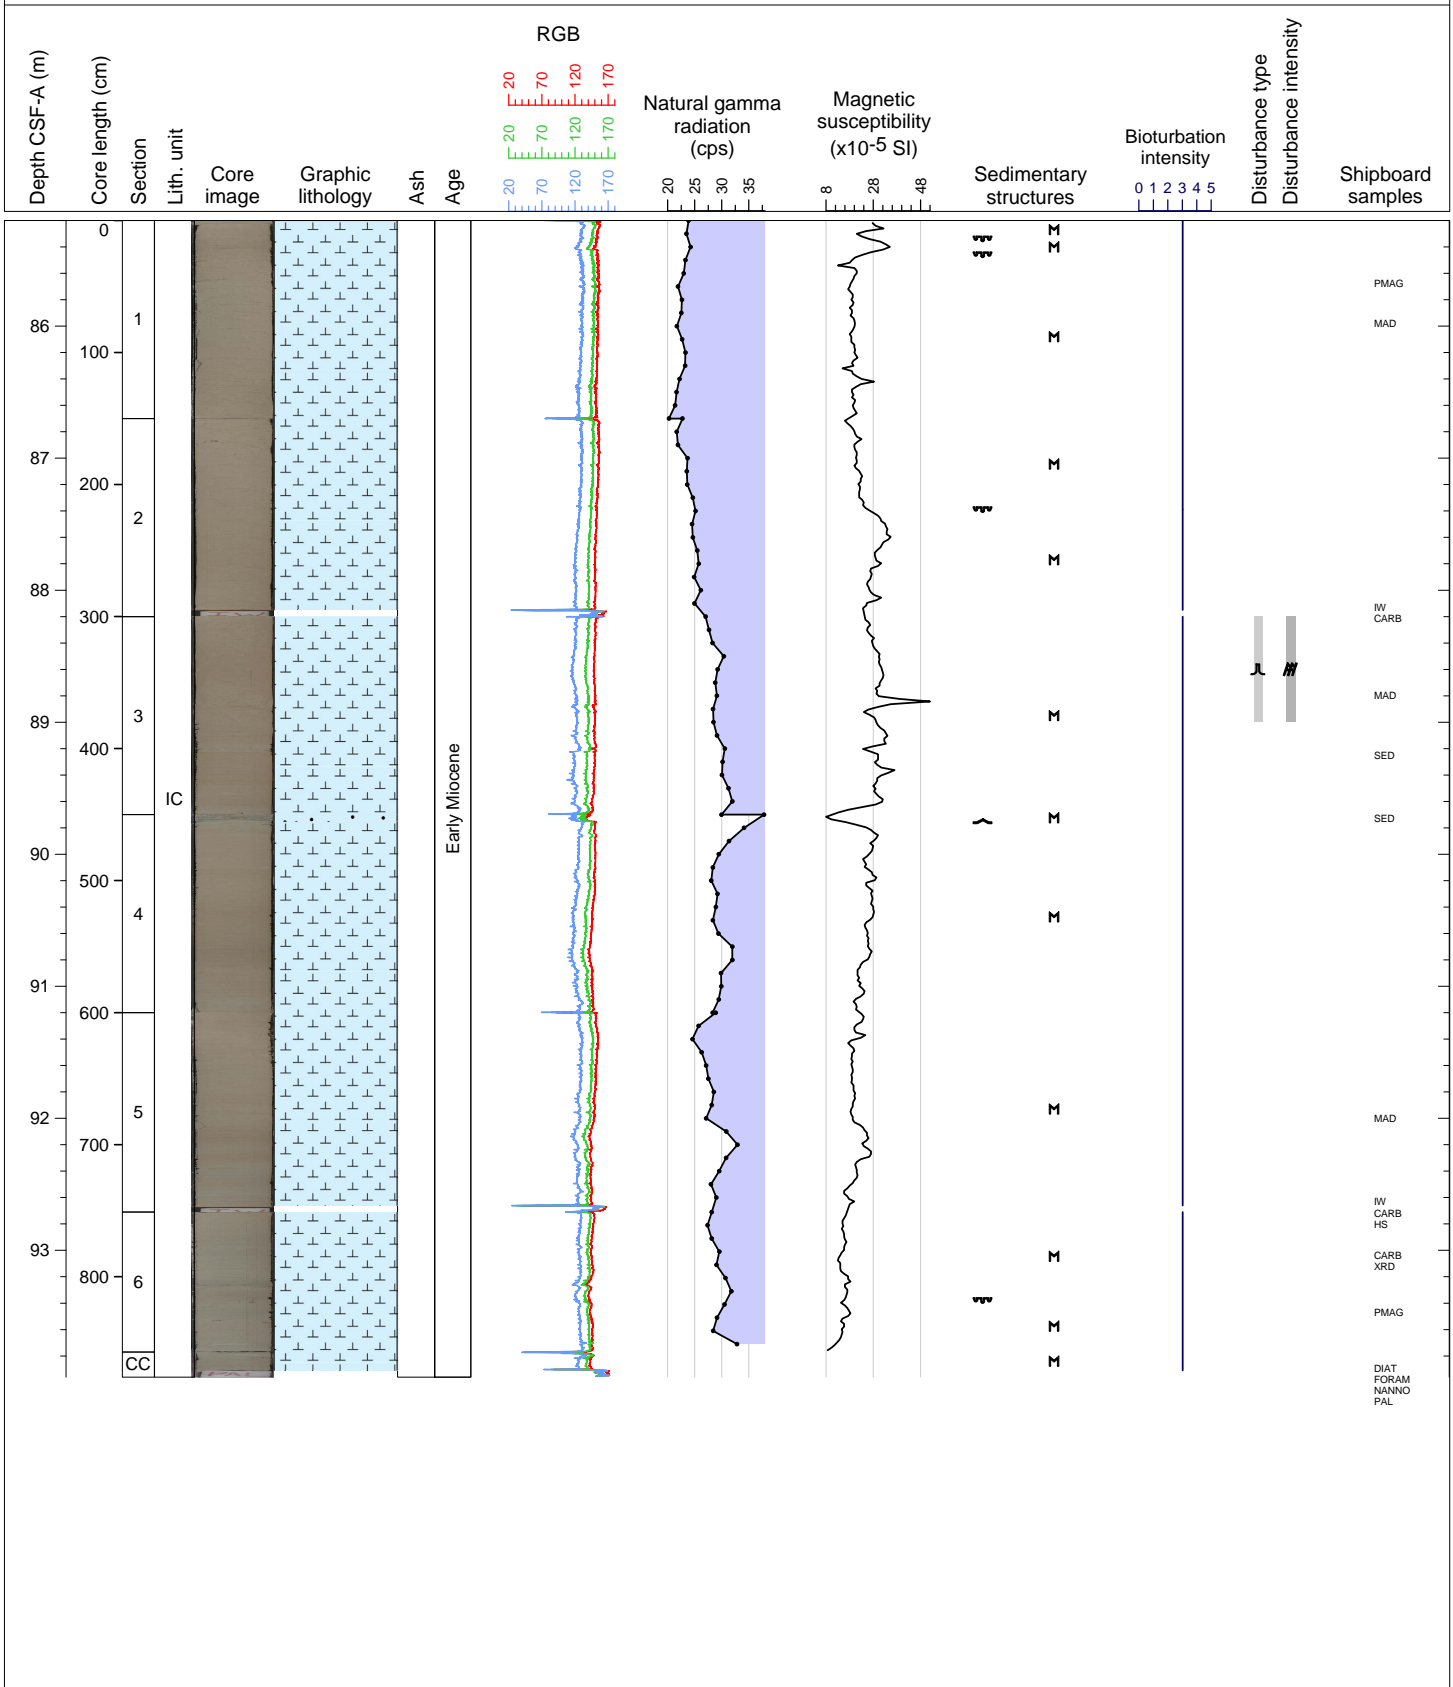 Depth CSF-A (m)
Core length (cm)
Section
Lith. unit
Core
image
Graphic
lithology
Ash
Age
RGB
20 70 120 170
20 70 120 170
20 70 120 170
Natural gamma
radiation
(cps)
20 25 30 35
Magnetic
susceptibility
(x10-5 SI)
8 28 48
Sedimentary
structures
Bioturbation
intensity
0 1 2 3 4 5
Disturbance type
Disturbance intensity
Shipboard
samples
86
87
88
89
90
91
92
93
0
100
200
300
400
500
600
700
800
1
2
3
4
5
6
CC
IC
Early Miocene
PMAG
MAD
IW
CARB
MAD
SED
SED
MAD
IW
CARB
HS
CARB
XRD
PMAG
DIAT
FORAM
NANNO
PAL